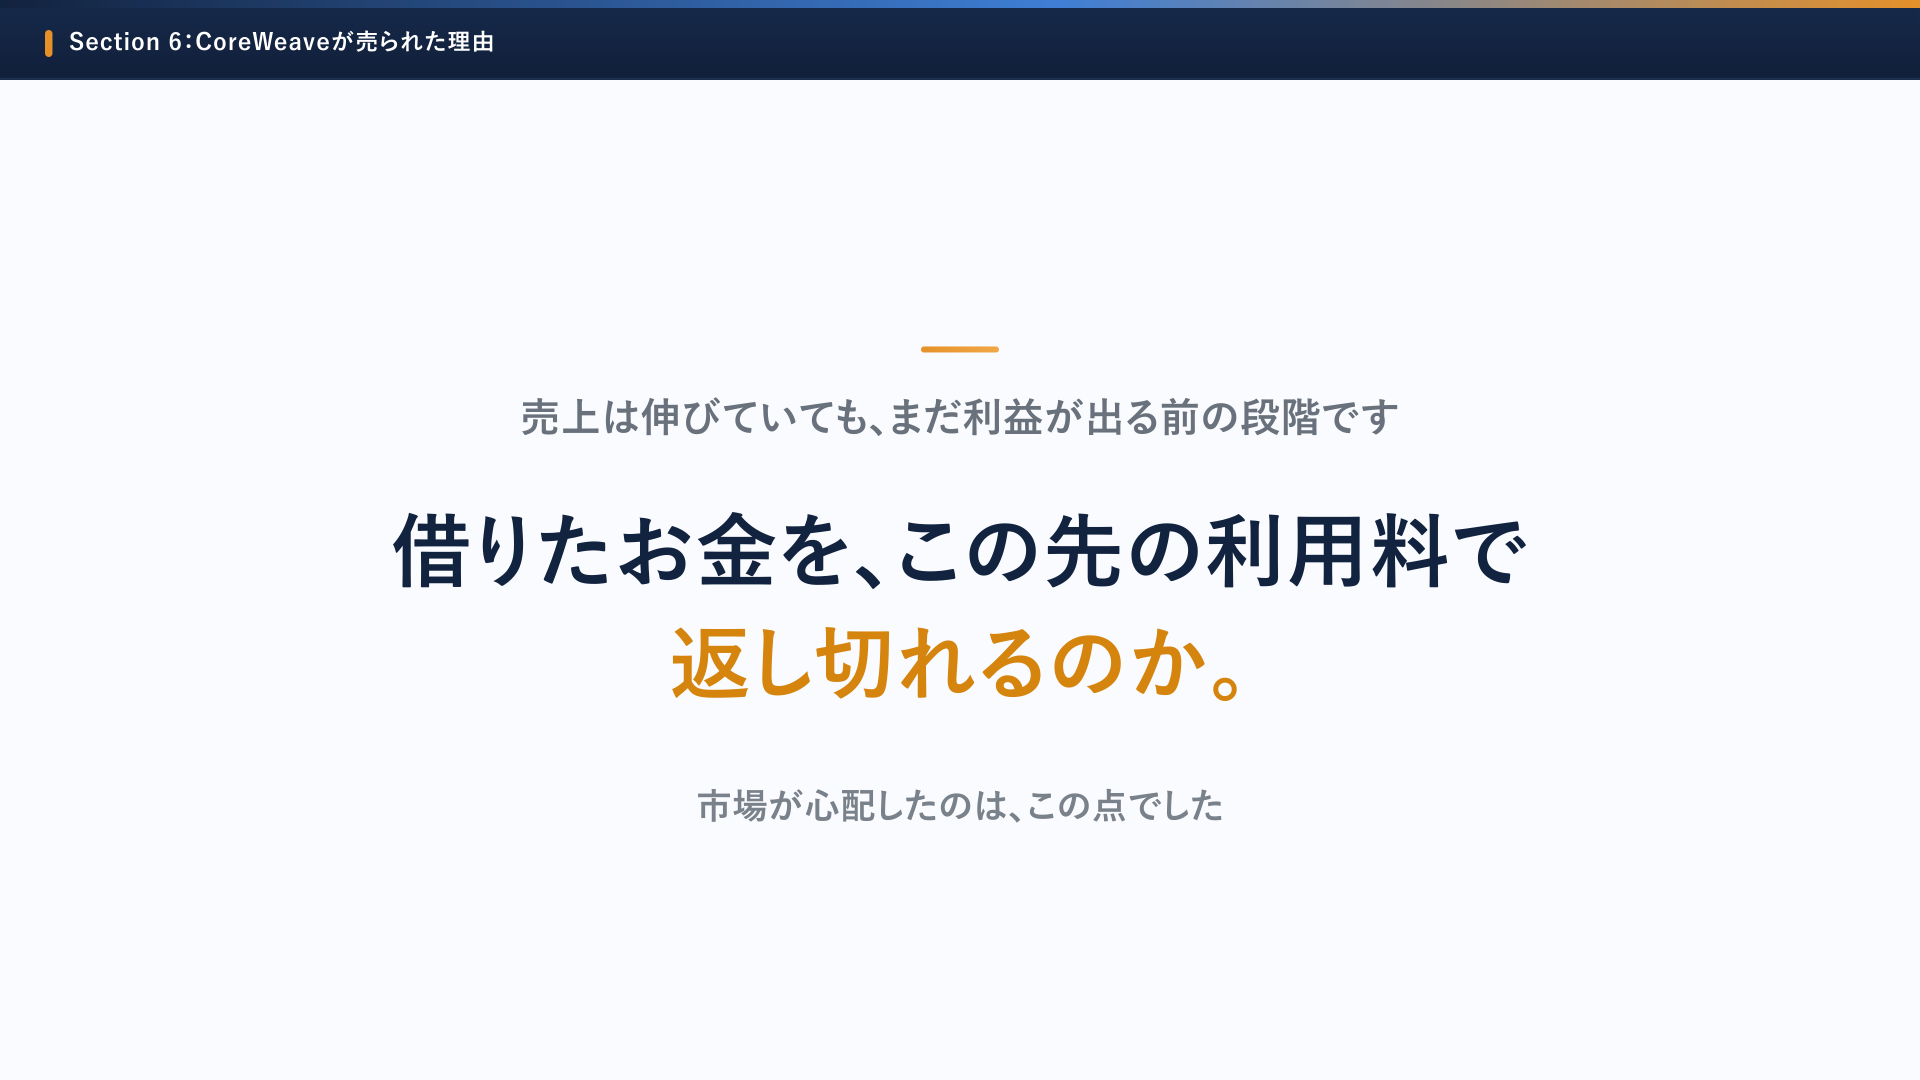 Section 6：CoreWeaveが売られた理由
売上は伸びていても、まだ利益が出る前の段階です
借りたお金を、この先の利用料で
返し切れるのか。
市場が心配したのは、この点でした